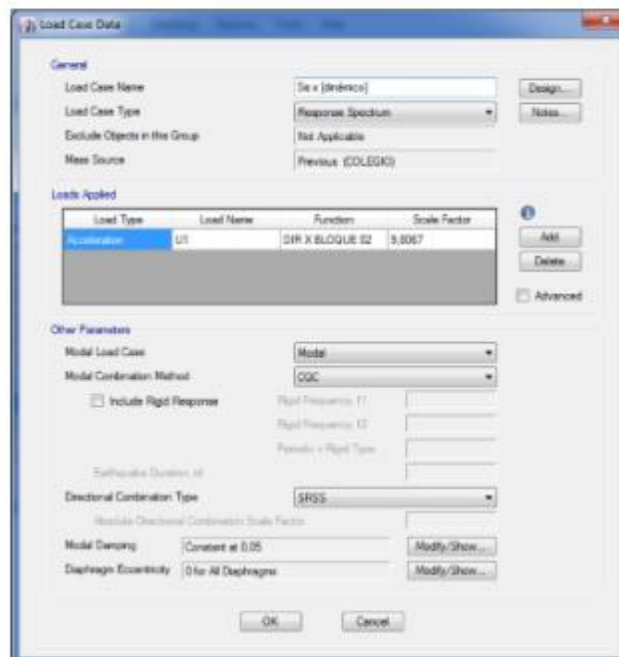 Load Case Data
General
Load Case Name Sis x (dinámico) Design...
Load Case Type Response Spectrum Notes...
Exclude Objects in this Group Not Applicable
Mass Source Previous (COLEGIO)
Loads Applied
Load Type Load Name Function Scale Factor
Acceleration U1 DIR X BLOQUE 02 9,8067
Add
Delete
Advanced
Other Parameters
Modal Load Case Modal
Modal Combination Method CQC
Include Rigid Response Rigid Frequency, f1
Rigid Frequency, f2
Periodic + Rigid Type
Earthquake Duration, td
Directional Combination Type SRSS
Absolute Directional Combination Scale Factor
Modal Damping Constant at 0,05 Modify/Show...
Diaphragm Eccentricity 0 for All Diaphragms Modify/Show...
OK Cancel